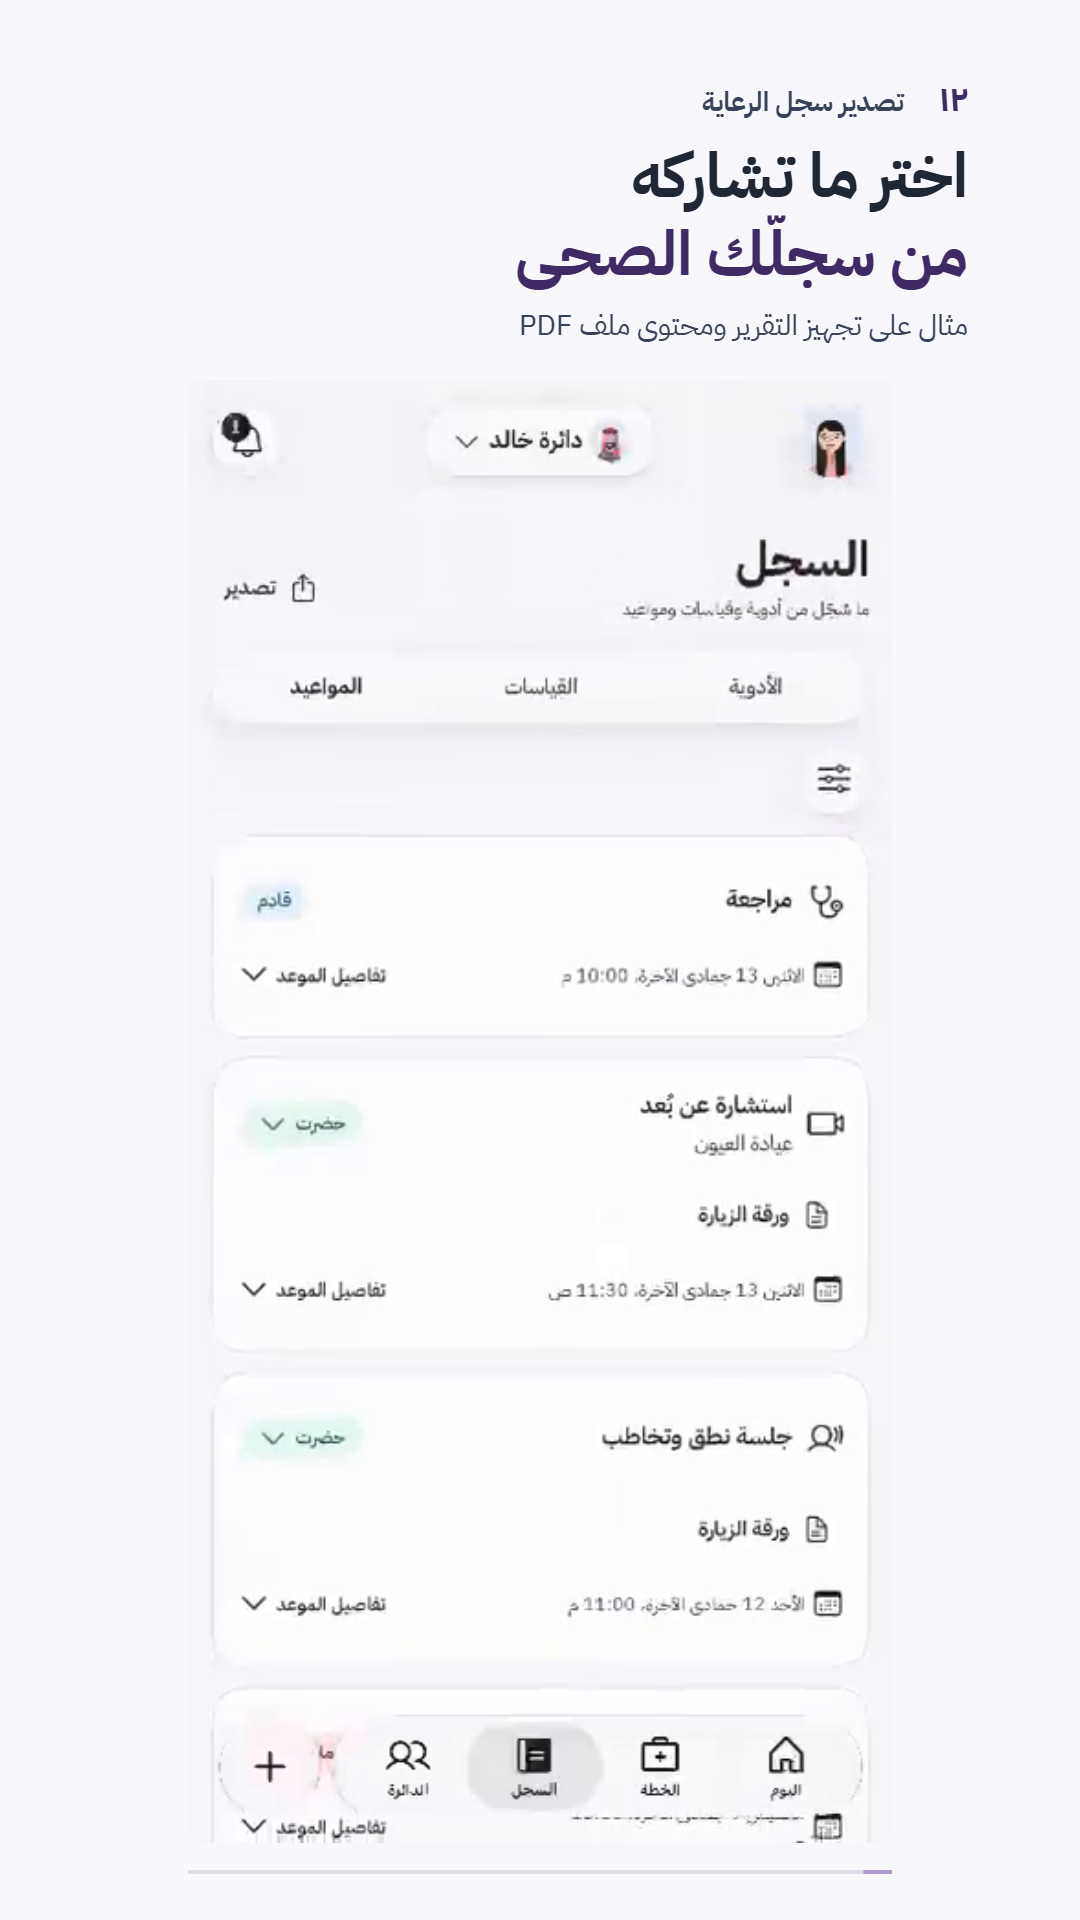 ١٢ تصدير سجل الرعاية
اختر ما تشاركه
من سجلّك الصحي
مثال على تجهيز التقرير ومحتوى ملف PDF
دائرة خالد
1
السجل
تصدير
ما سُجّل من أدوية وقياسات ومواعيد
الأدوية
القياسات
المواعيد
مراجعة
قادم
الاثنين 13 جمادى الآخرة، 10:00 م
تفاصيل الموعد
استشارة عن بُعد
حضرت
عيادة العيون
ورقة الزيارة
الاثنين 13 جمادى الآخرة، 11:30 ص
تفاصيل الموعد
جلسة نطق وتخاطب
حضرت
ورقة الزيارة
الأحد 12 جمادى الآخرة، 11:00 م
تفاصيل الموعد
ما
اليوم
الخطة
السجل
الدائرة
تفاصيل الموعد